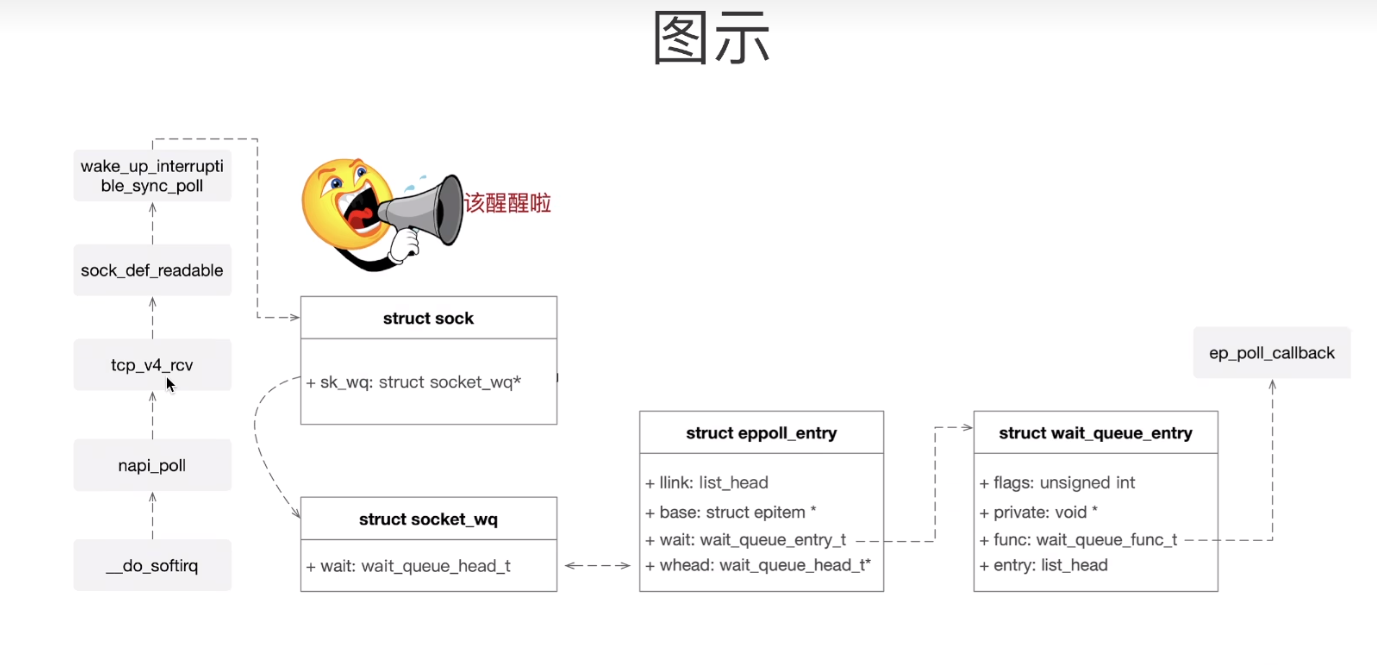 图示
wake_up_interrupti
ble_sync_poll
sock_def_readable
tcp_v4_rcv
napi_poll
__do_softirq
该醒醒啦
struct sock
+ sk_wq: struct socket_wq*
struct socket_wq
+ wait: wait_queue_head_t
struct eppoll_entry
+ llink: list_head
+ base: struct epitem *
+ wait: wait_queue_entry_t
+ whead: wait_queue_head_t*
struct wait_queue_entry
+ flags: unsigned int
+ private: void *
+ func: wait_queue_func_t
+ entry: list_head
ep_poll_callback